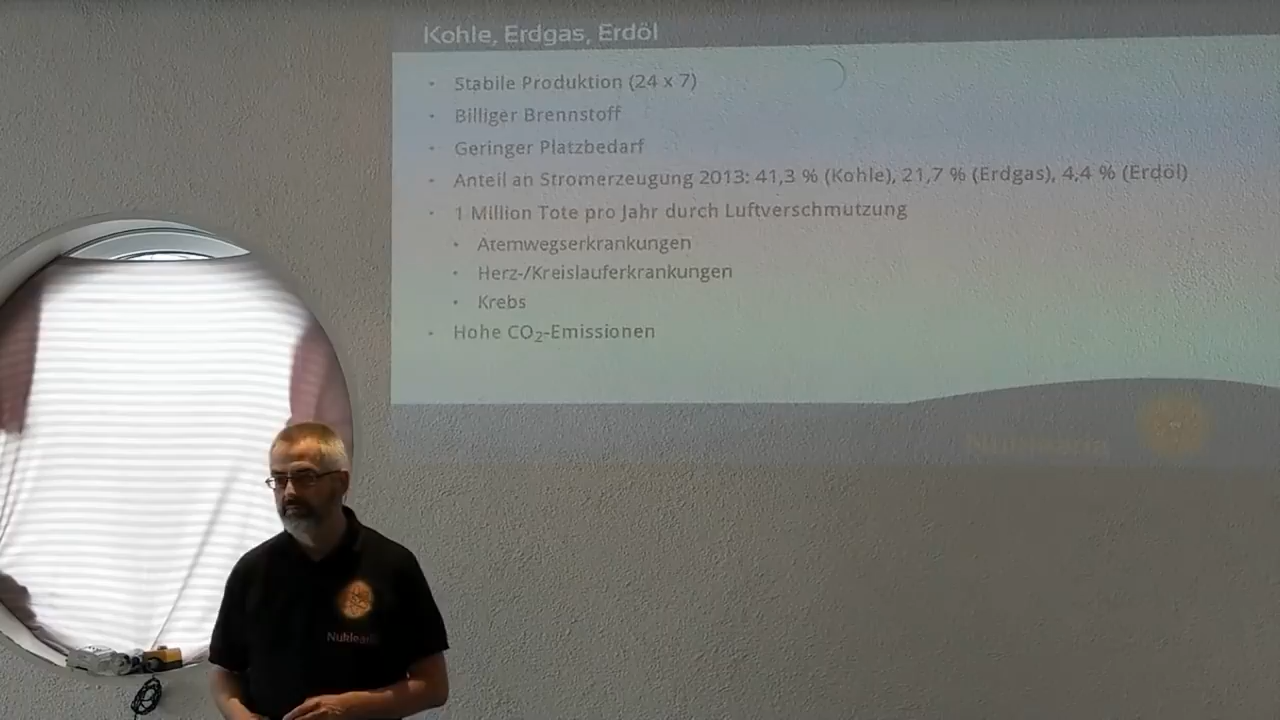 Kohle, Erdgas, Erdöl
• Stabile Produktion (24 x 7)
• Billiger Brennstoff
• Geringer Platzbedarf
• Anteil an Stromerzeugung 2013: 41,3 % (Kohle), 21,7 % (Erdgas), 4,4 % (Erdöl)
• 1 Million Tote pro Jahr durch Luftverschmutzung
• Atemwegserkrankungen
• Herz-/Kreislauferkrankungen
• Krebs
• Hohe CO₂-Emissionen
Nuklearia
Nuklearia